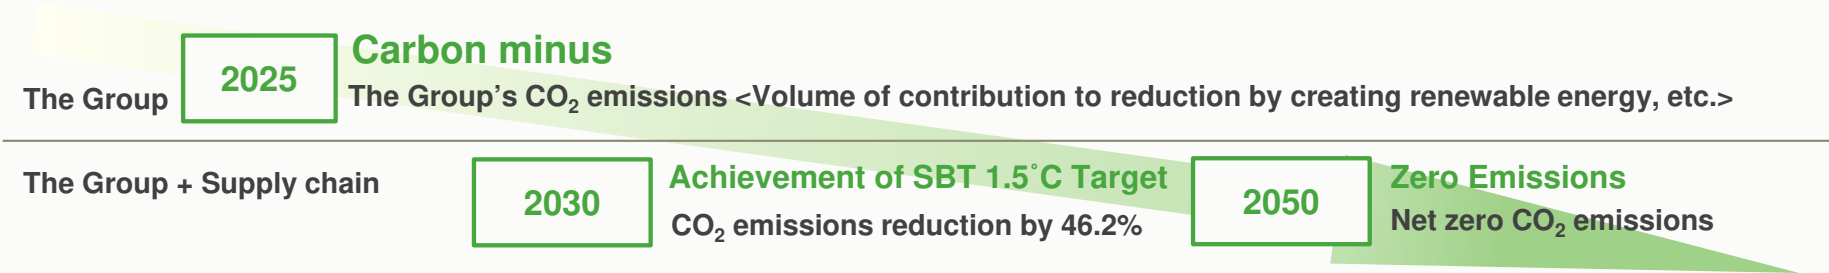 The Group
2025
Carbon minus
The Group's CO₂ emissions <Volume of contribution to reduction by creating renewable energy, etc.>
The Group + Supply chain
2030
Achievement of SBT 1.5˚C Target
CO₂ emissions reduction by 46.2%
2050
Zero Emissions
Net zero CO₂ emissions